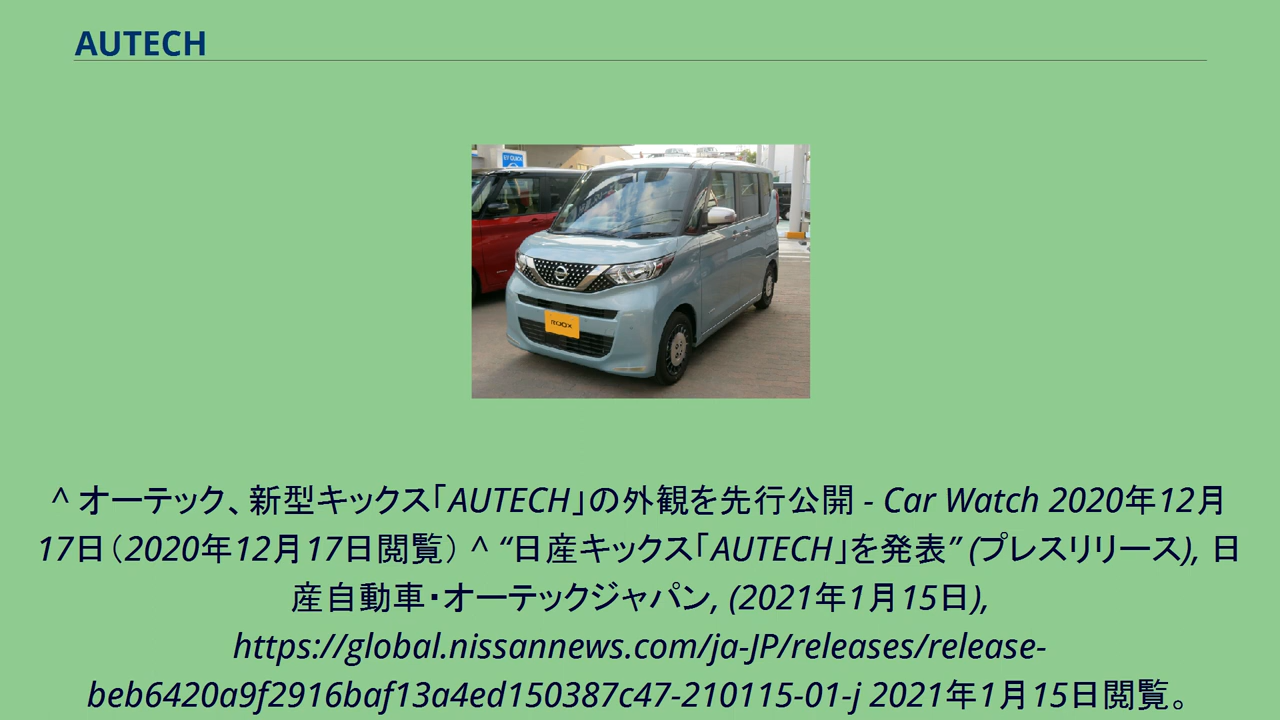 AUTECH
EV QUICK
ROOX
^ オーテック、新型キックス「AUTECH」の外観を先行公開 - Car Watch 2020年12月
17日（2020年12月17日閲覧） ^ “日産キックス「AUTECH」を発表” (プレスリリース), 日
産自動車・オーテックジャパン, (2021年1月15日),
https://global.nissannews.com/ja-JP/releases/release-
beb6420a9f2916baf13a4ed150387c47-210115-01-j 2021年1月15日閲覧。